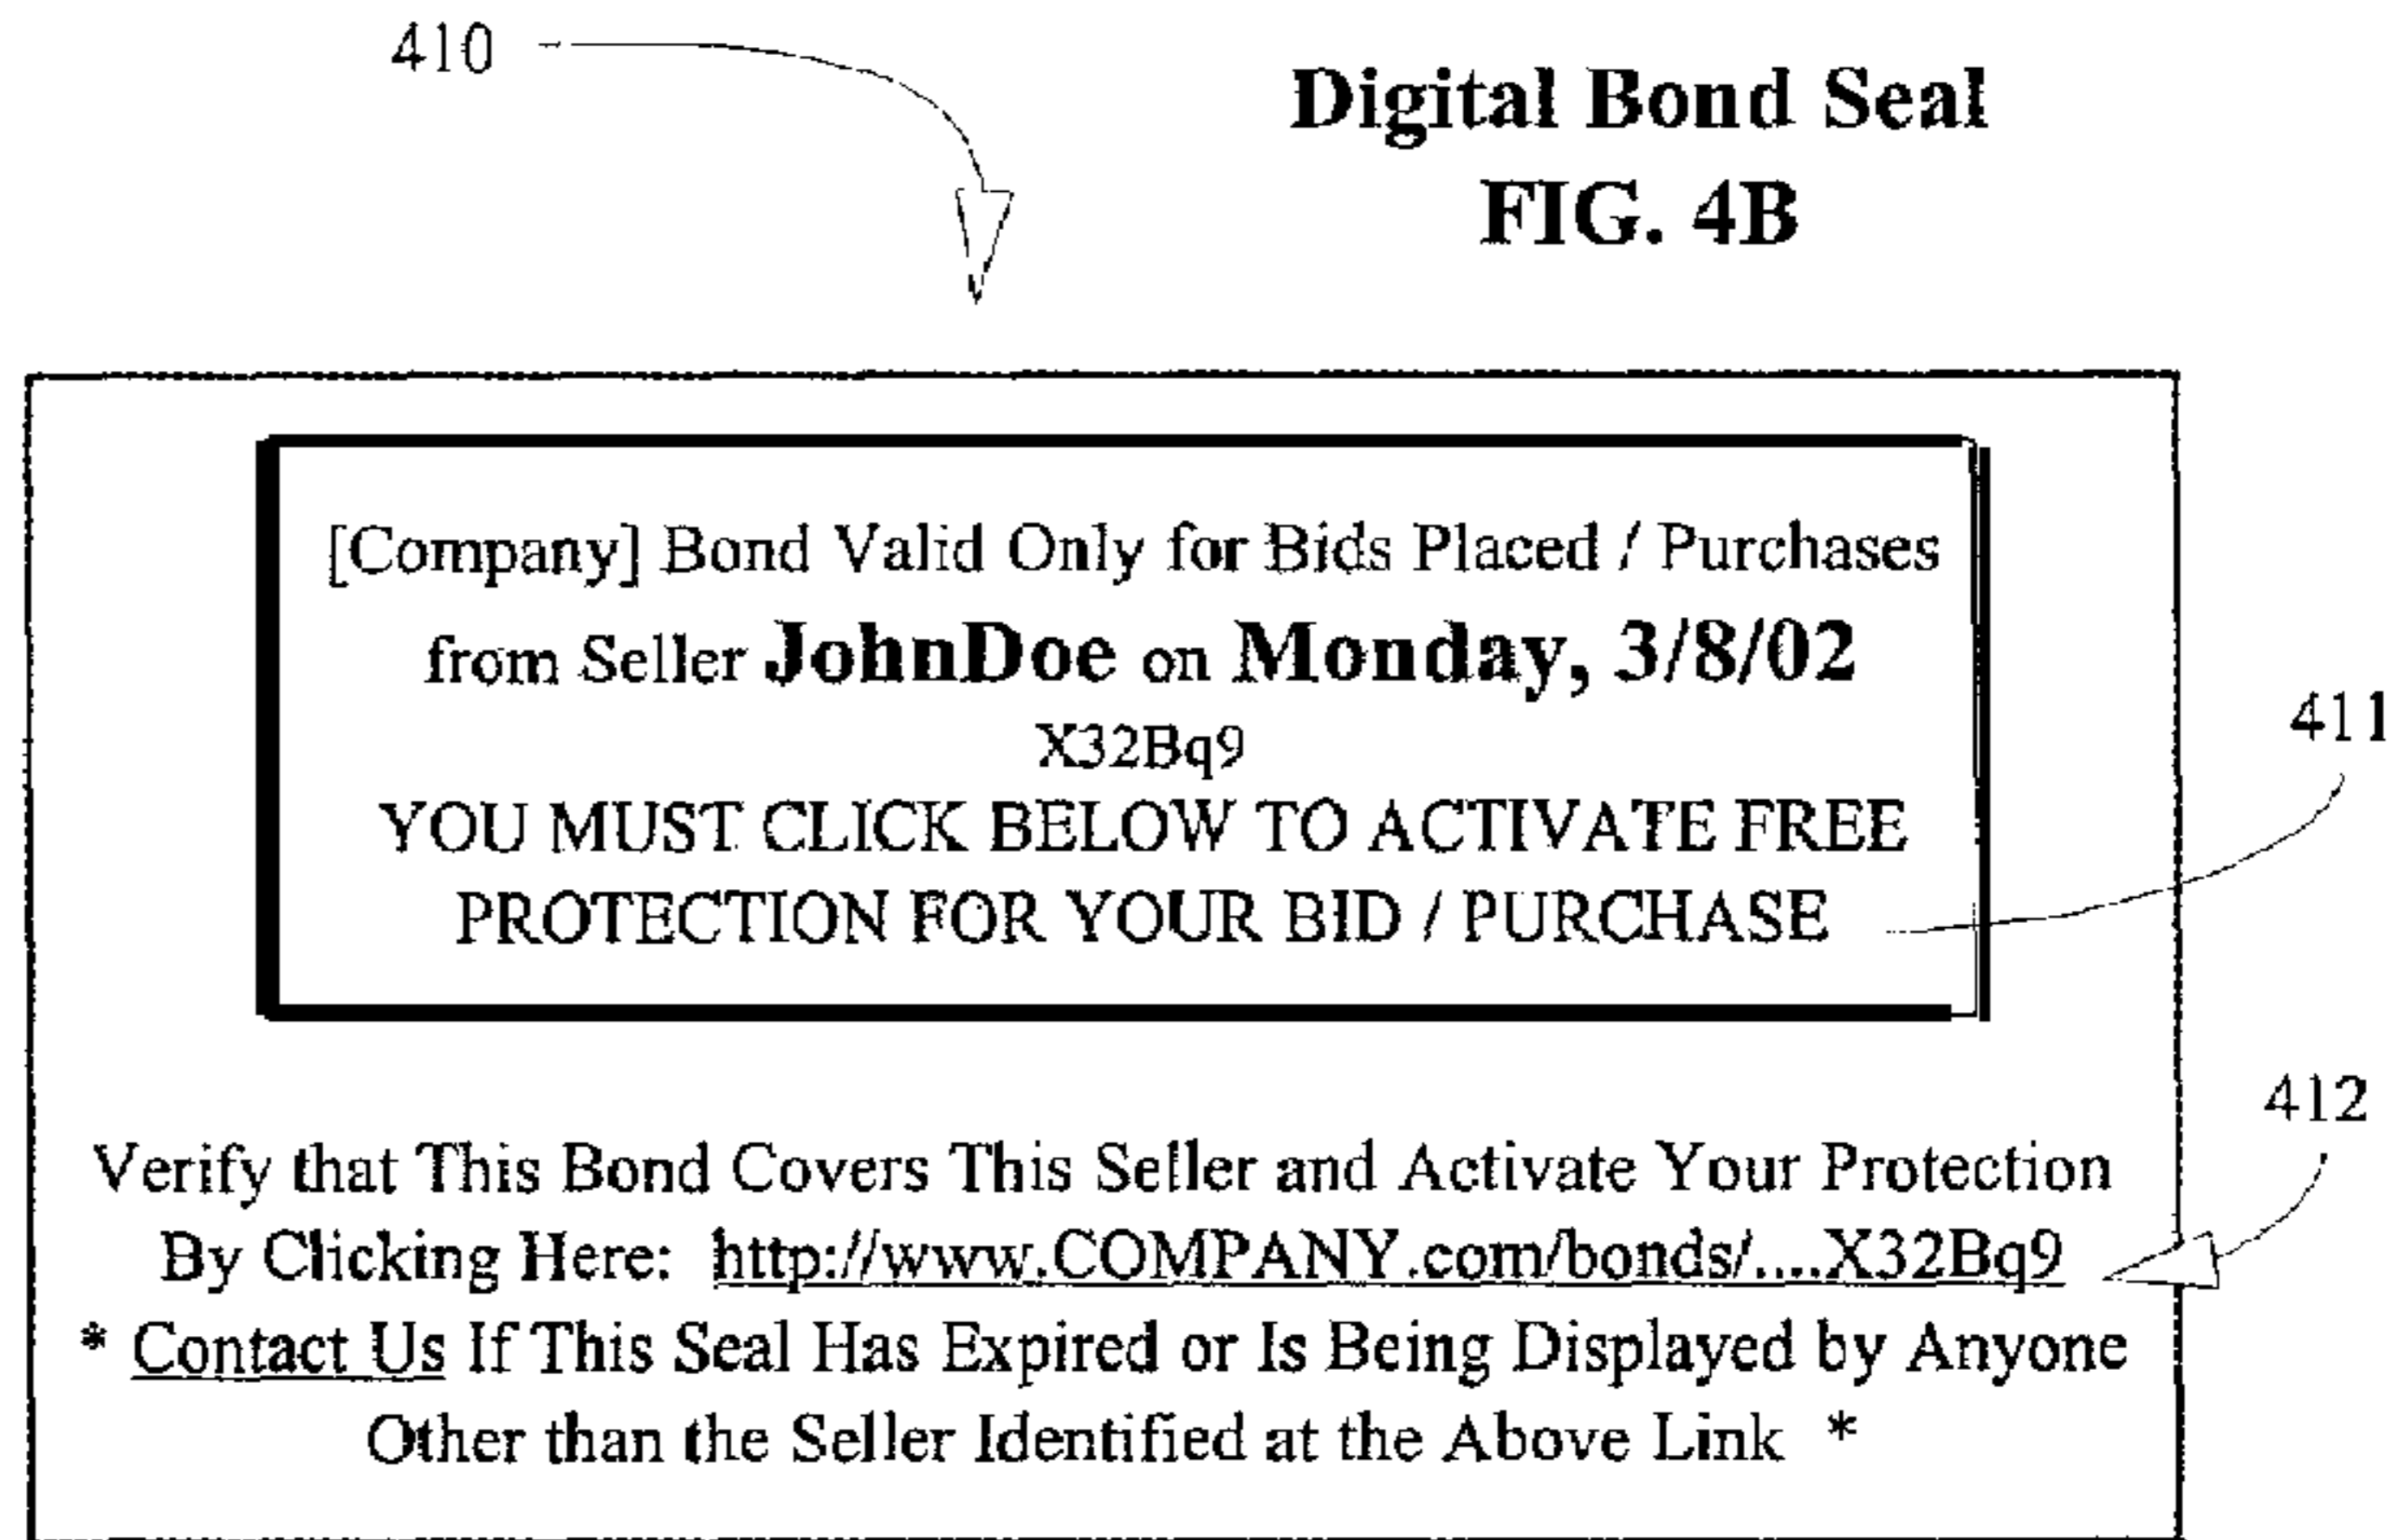 410
Digital Bond Seal
FIG. 4B
[Company] Bond Valid Only for Bids Placed / Purchases
from Seller JohnDoe on Monday, 3/8/02
X32Bq9
YOU MUST CLICK BELOW TO ACTIVATE FREE
PROTECTION FOR YOUR BID / PURCHASE
411
412
Verify that This Bond Covers This Seller and Activate Your Protection
By Clicking Here: http://www.COMPANY.com/bonds/....X32Bq9
* Contact Us If This Seal Has Expired or Is Being Displayed by Anyone
Other than the Seller Identified at the Above Link *